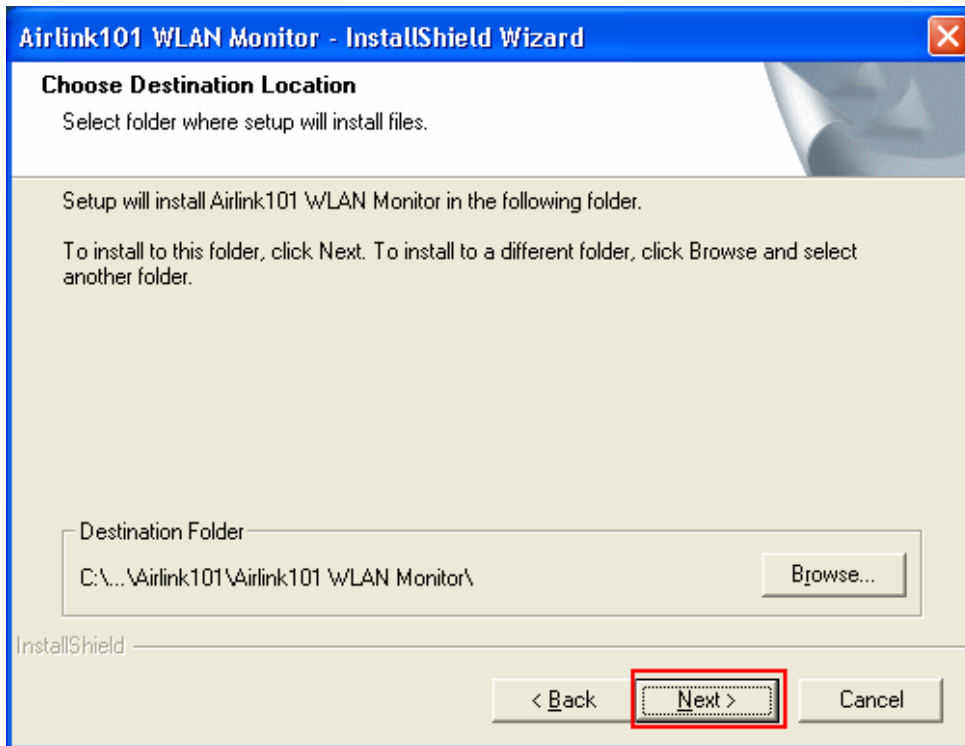 Airlink101 WLAN Monitor - InstallShield Wizard
Choose Destination Location
Select folder where setup will install files.
Setup will install Airlink101 WLAN Monitor in the following folder.
To install to this folder, click Next. To install to a different folder, click Browse and select
another folder.
Destination Folder
C:\...\Airlink101\Airlink101 WLAN Monitor\
Browse...
InstallShield
< Back
Next >
Cancel